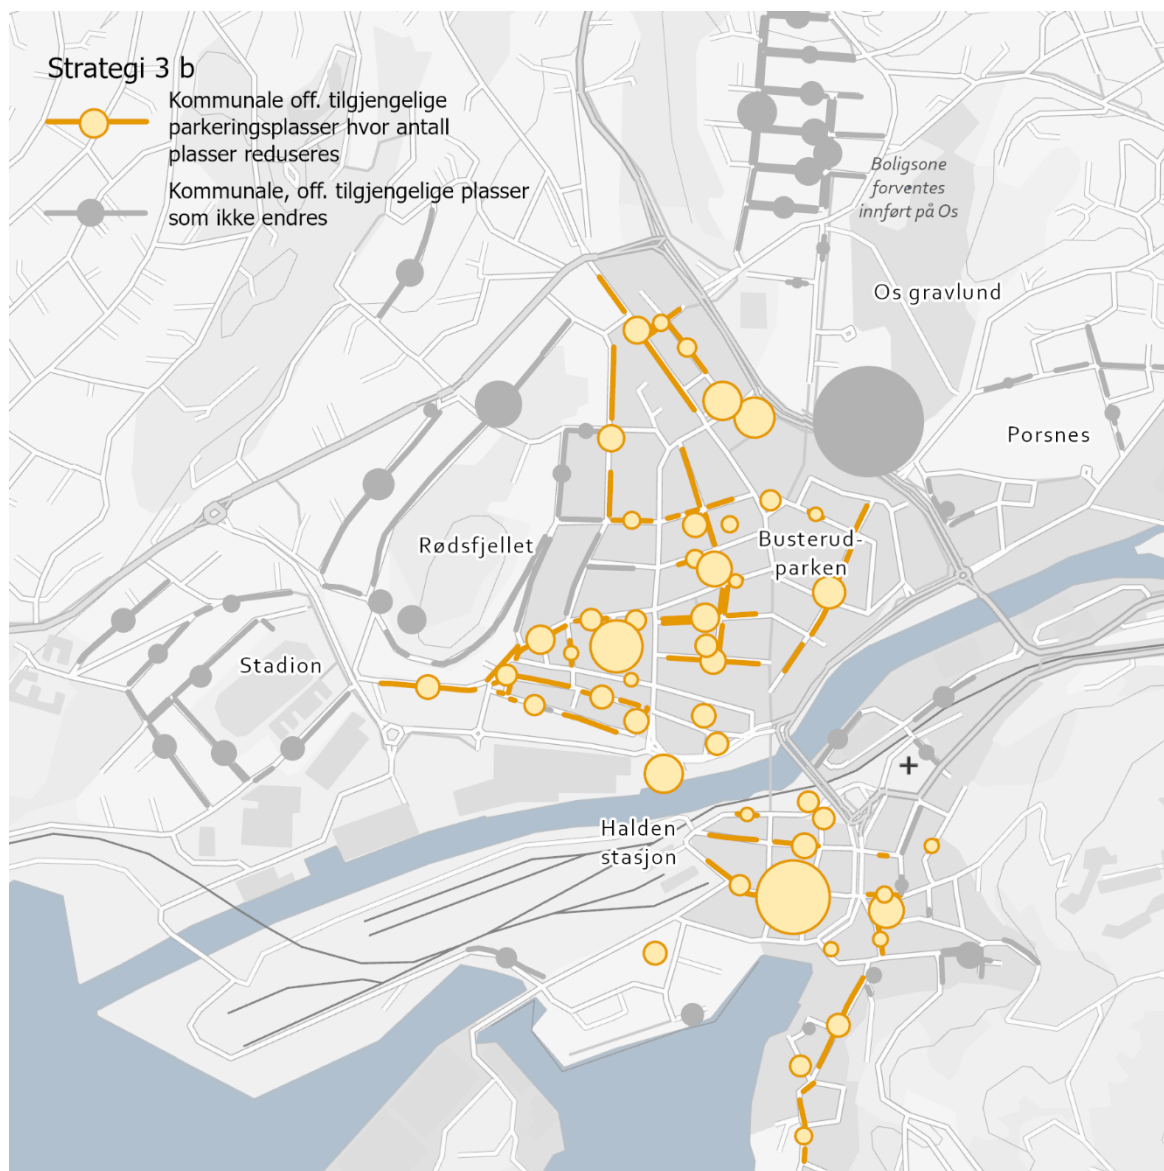 Strategi 3 b
Kommunale off. tilgjengelige
parkeringsplasser hvor antall
plasser reduseres
Kommunale, off. tilgjengelige plasser
som ikke endres
Boligsone
forventes
innført på Os
Os gravlund
Porsnes
Rødsfjellet
Busterud-
parken
Stadion
Halden
stasjon